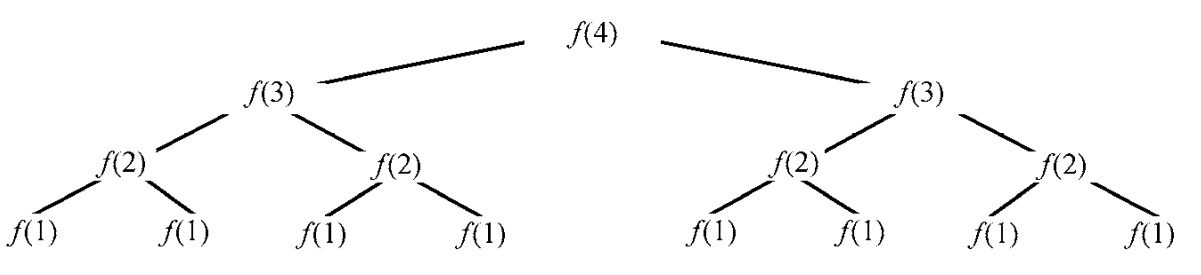 f(4)
f(3) f(3)
f(2) f(2) f(2) f(2)
f(1) f(1) f(1) f(1) f(1) f(1) f(1) f(1)